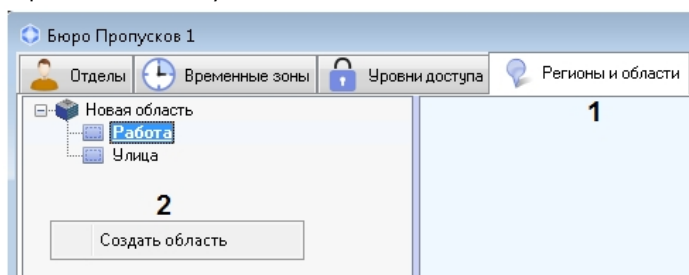 Бюро Пропусков 1
Отделы Временные зоны Уровни доступа Регионы и области
1
Новая область
Работа
Улица
2
Создать область